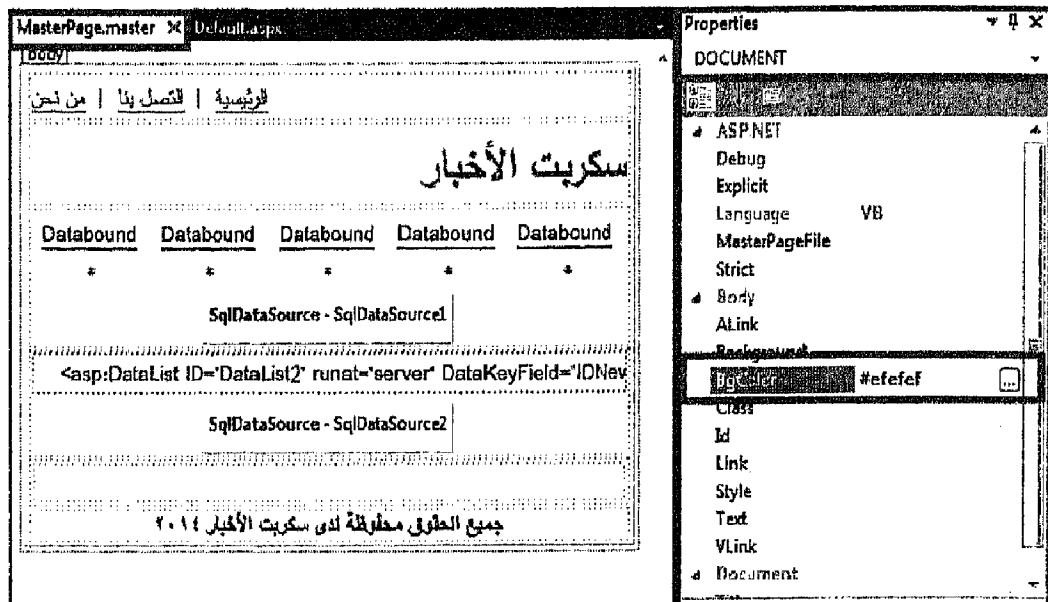 MasterPage.master ✕ Default.aspx
[body]
الرئيسية | التصل بنا | من نحن
سكربت الأخبار
Databound Databound Databound Databound Databound
* * * * *
SqlDataSource - SqlDataSource1
<asp:DataList ID="DataList2" runat="server" DataKeyField="IDNev
SqlDataSource - SqlDataSource2
جميع الحقوق محفوظة لدى سكربت الأخبار ٢٠١٤
Properties
DOCUMENT
ASP.NET
Debug
Explicit
Language VB
MasterPageFile
Strict
Body
ALink
Background
#efefef ...
Class
Id
Link
Style
Text
VLink
Document